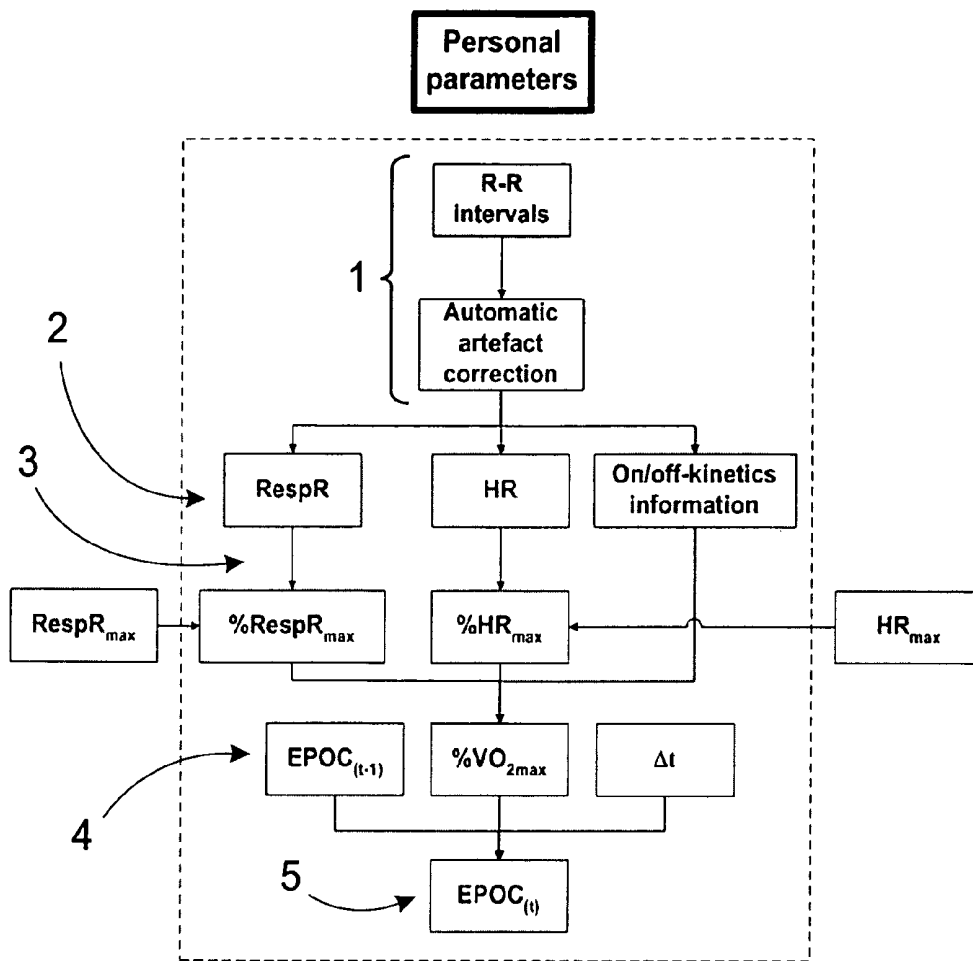 Personal
parameters
R-R
intervals
1
Automatic
artefact
correction
2
3
RespR
HR
On/off-kinetics
information
RespRmax
%RespRmax
%HRmax
HRmax
4
EPOC(t-1)
%VO2max
Δt
5
EPOC(t)